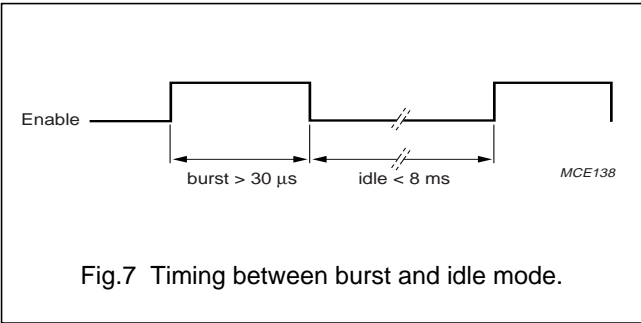 Enable
burst > 30 μs
idle < 8 ms
MCE138
Fig.7 Timing between burst and idle mode.